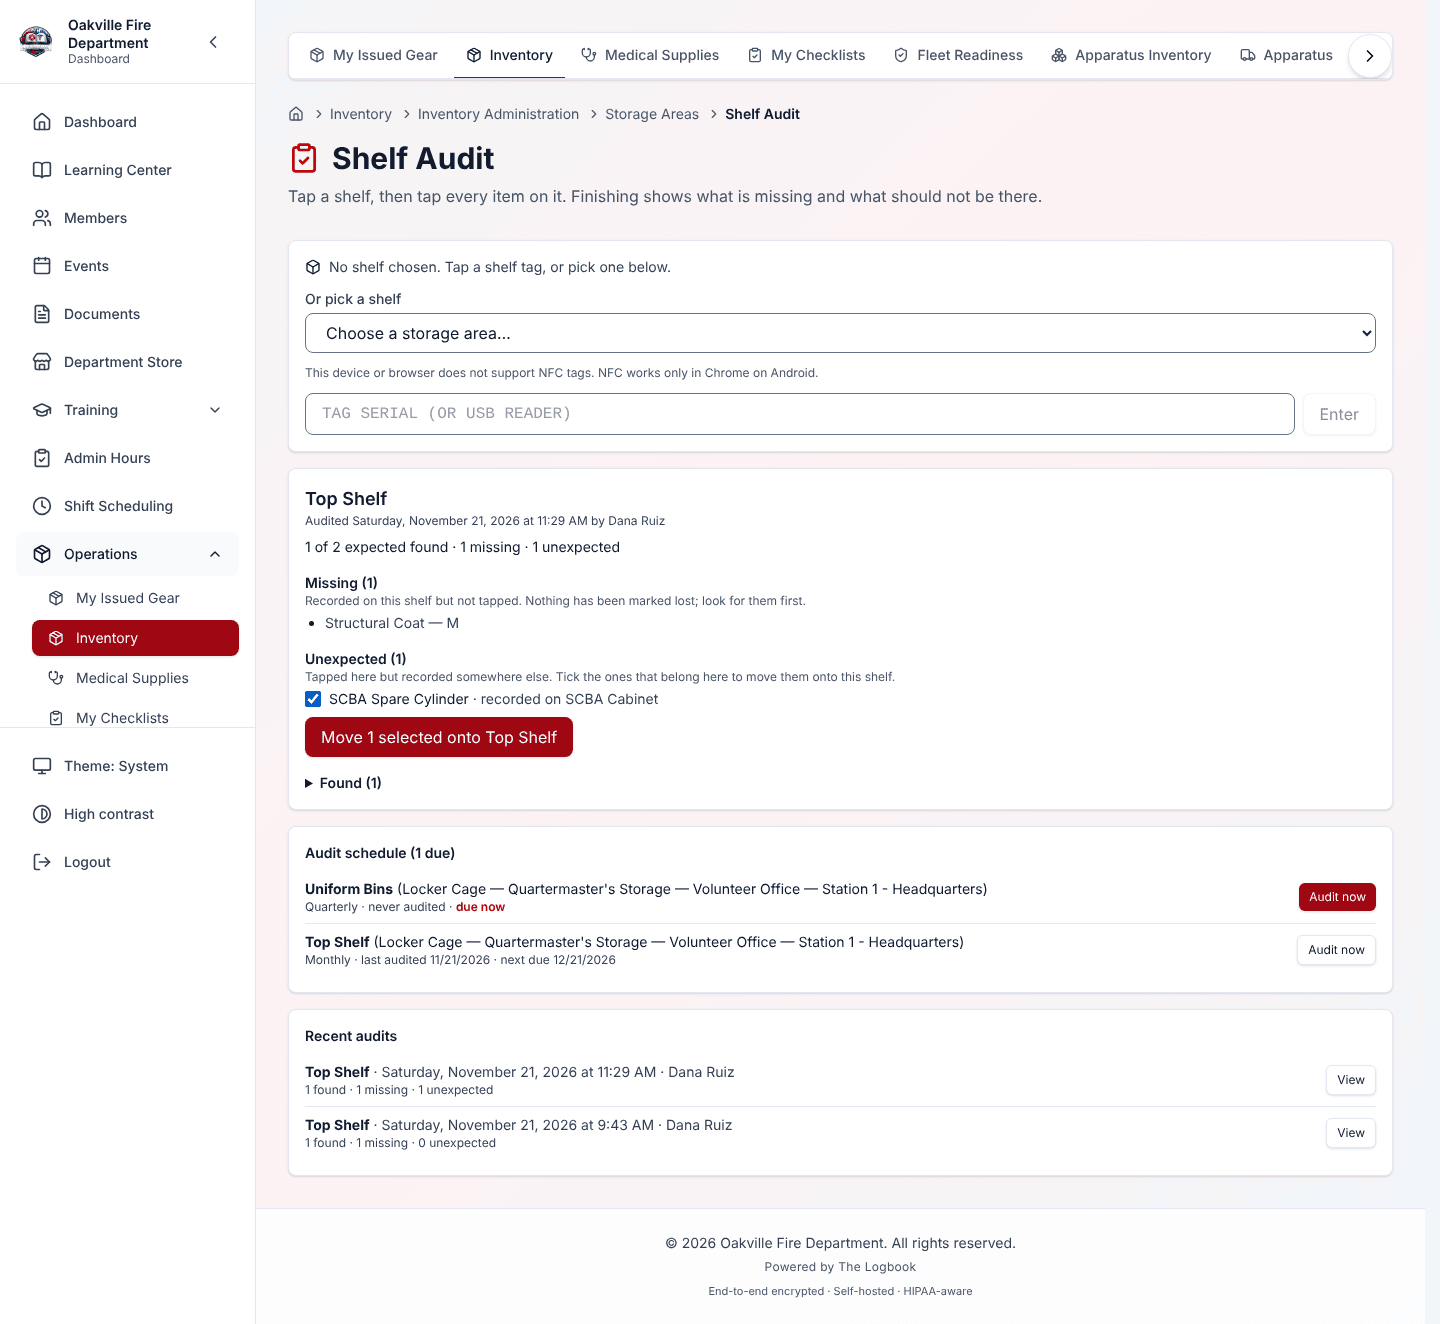 Oakville Fire
Department
Dashboard
Dashboard
Learning Center
Members
Events
Documents
Department Store
Training
Admin Hours
Shift Scheduling
Operations
My Issued Gear
Inventory
Medical Supplies
My Checklists
Theme: System
High contrast
Logout
My Issued Gear Inventory Medical Supplies My Checklists Fleet Readiness Apparatus Inventory Apparatus
Inventory Inventory Administration Storage Areas Shelf Audit
Shelf Audit
Tap a shelf, then tap every item on it. Finishing shows what is missing and what should not be there.
No shelf chosen. Tap a shelf tag, or pick one below.
Or pick a shelf
Choose a storage area...
This device or browser does not support NFC tags. NFC works only in Chrome on Android.
TAG SERIAL (OR USB READER) Enter
Top Shelf
Audited Saturday, November 21, 2026 at 11:29 AM by Dana Ruiz
1 of 2 expected found · 1 missing · 1 unexpected
Missing (1)
Recorded on this shelf but not tapped. Nothing has been marked lost; look for them first.
• Structural Coat — M
Unexpected (1)
Tapped here but recorded somewhere else. Tick the ones that belong here to move them onto this shelf.
SCBA Spare Cylinder · recorded on SCBA Cabinet
Move 1 selected onto Top Shelf
Found (1)
Audit schedule (1 due)
Uniform Bins (Locker Cage — Quartermaster's Storage — Volunteer Office — Station 1 - Headquarters)
Quarterly · never audited · due now
Audit now
Top Shelf (Locker Cage — Quartermaster's Storage — Volunteer Office — Station 1 - Headquarters)
Monthly · last audited 11/21/2026 · next due 12/21/2026
Audit now
Recent audits
Top Shelf · Saturday, November 21, 2026 at 11:29 AM · Dana Ruiz
1 found · 1 missing · 1 unexpected
View
Top Shelf · Saturday, November 21, 2026 at 9:43 AM · Dana Ruiz
1 found · 1 missing · 0 unexpected
View
© 2026 Oakville Fire Department. All rights reserved.
Powered by The Logbook
End-to-end encrypted · Self-hosted · HIPAA-aware